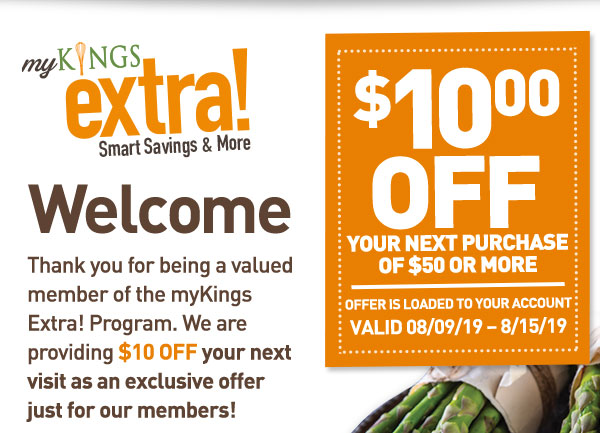 myKINGS
extra!
Smart Savings & More
Welcome
Thank you for being a valued
member of the myKings
Extra! Program. We are
providing $10 OFF your next
visit as an exclusive offer
just for our members!
$1000
OFF
YOUR NEXT PURCHASE
OF $50 OR MORE
OFFER IS LOADED TO YOUR ACCOUNT
VALID 08/09/19 – 8/15/19